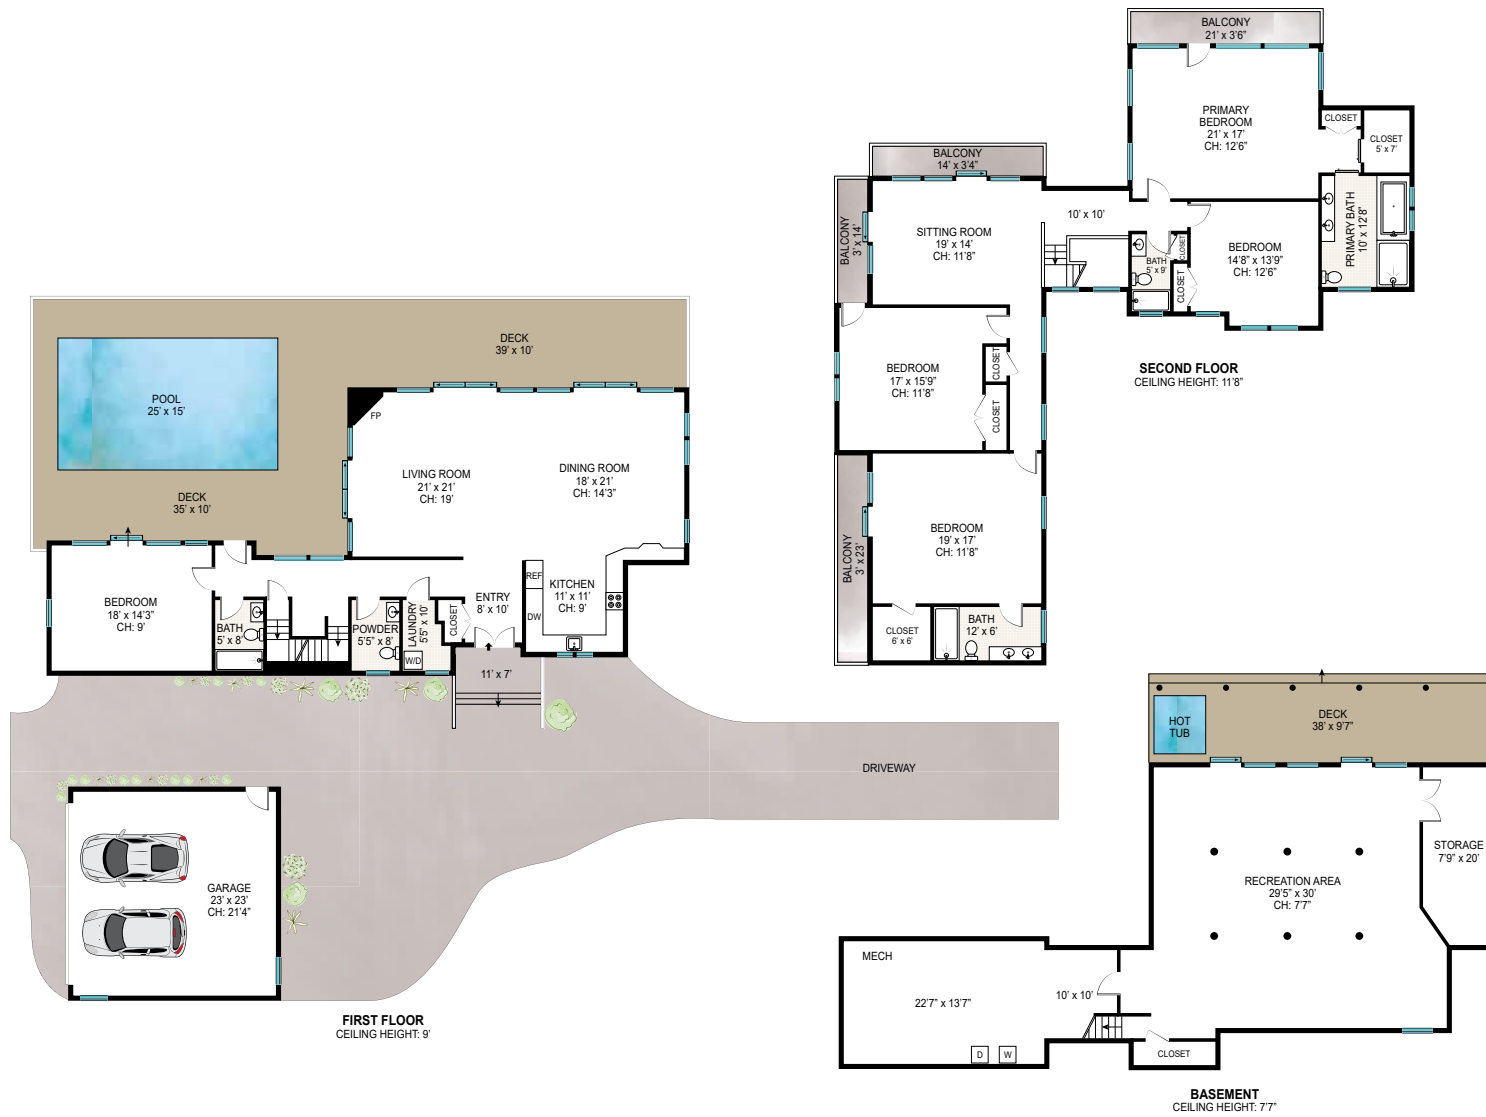 DECK
39' x 10'
POOL
25' x 15'
DECK
35' x 10'
FP
LIVING ROOM
21' x 21'
CH: 19'
DINING ROOM
18' x 21'
CH: 14'3"
BEDROOM
18' x 14'3"
CH: 9'
BATH
5' x 8'
POWDER
5'5" x 8'
LAUNDRY
5'5" x 10'
W/D
CLOSET
ENTRY
8' x 10'
REF
DW
KITCHEN
11' x 11'
CH: 9'
11' x 7'
DRIVEWAY
GARAGE
23' x 23'
CH: 21'4"
FIRST FLOOR
CEILING HEIGHT: 9'
BALCONY
21' x 3'6"
PRIMARY
BEDROOM
21' x 17'
CH: 12'6"
CLOSET
CLOSET
5' x 7'
PRIMARY BATH
10' x 12'8"
BALCONY
14' x 3'4"
BALCONY
3' x 14'
SITTING ROOM
19' x 14'
CH: 11'8"
10' x 10'
BATH
5' x 9'
CLOSET
CLOSET
BEDROOM
14'8" x 13'9"
CH: 12'6"
BEDROOM
17' x 15'9"
CH: 11'8"
CLOSET
CLOSET
BALCONY
3' x 23'
BEDROOM
19' x 17'
CH: 11'8"
CLOSET
6' x 6'
BATH
12' x 6'
SECOND FLOOR
CEILING HEIGHT: 11'8"
HOT
TUB
DECK
38' x 9'7"
STORAGE
7'9" x 20'
RECREATION AREA
29'5" x 30'
CH: 7'7"
MECH
22'7" x 13'7"
10' x 10'
D
W
CLOSET
BASEMENT
CEILING HEIGHT: 7'7"